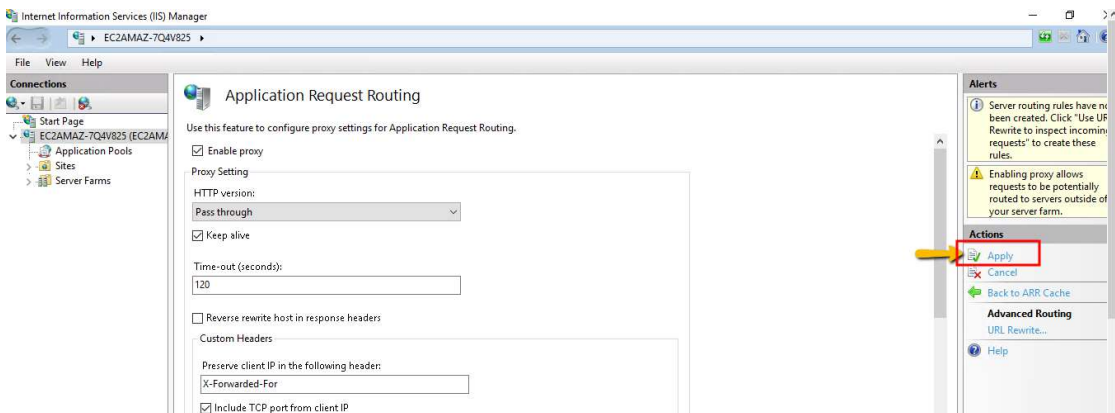 Internet Information Services (IIS) Manager
EC2AMAZ-7Q4V825
File View Help
Connections
Start Page
EC2AMAZ-7Q4V825 (EC2AMA
Application Pools
Sites
Server Farms
Application Request Routing
Use this feature to configure proxy settings for Application Request Routing.
Enable proxy
Proxy Setting
HTTP version:
Pass through
Keep alive
Time-out (seconds):
120
Reverse rewrite host in response headers
Custom Headers
Preserve client IP in the following header:
X-Forwarded-For
Include TCP port from client IP
Alerts
Server routing rules have no
been created. Click "Use UR
Rewrite to inspect incoming
requests" to create these
rules.
Enabling proxy allows
requests to be potentially
routed to servers outside of
your server farm.
Actions
Apply
Cancel
Back to ARR Cache
Advanced Routing
URL Rewrite...
Help